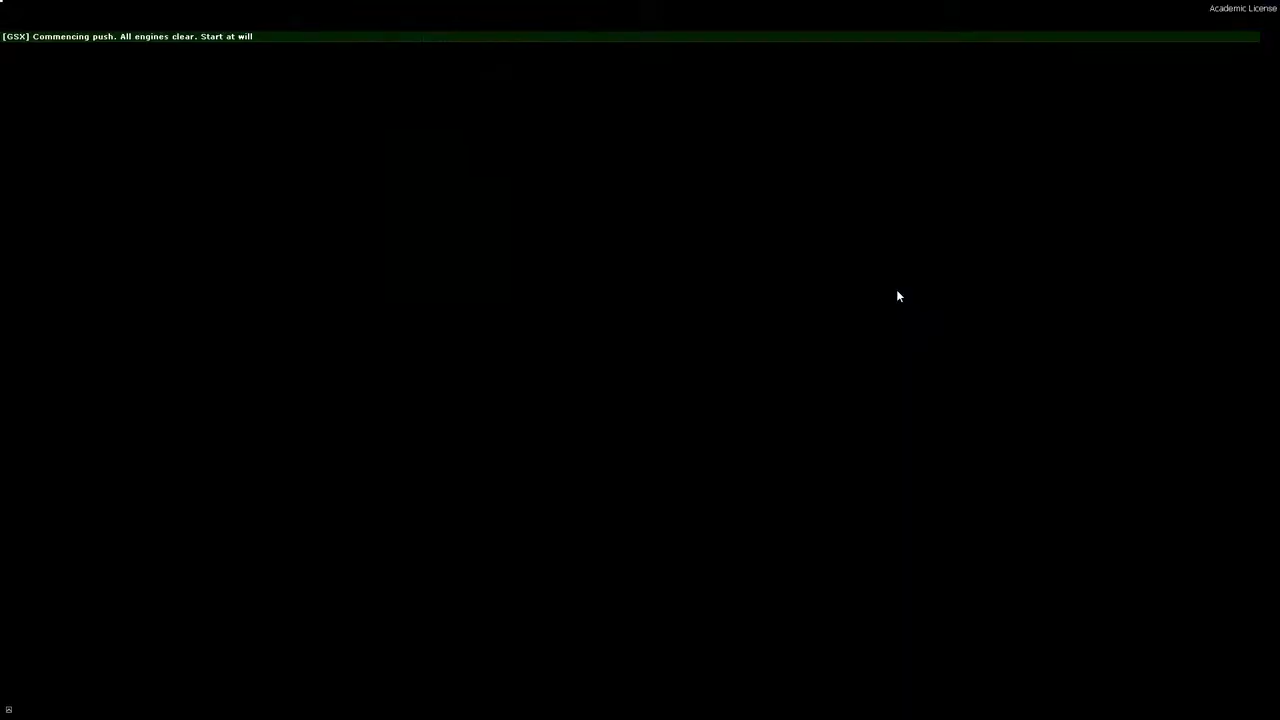 Academic License
[GSX] Commencing push. All engines clear. Start at will